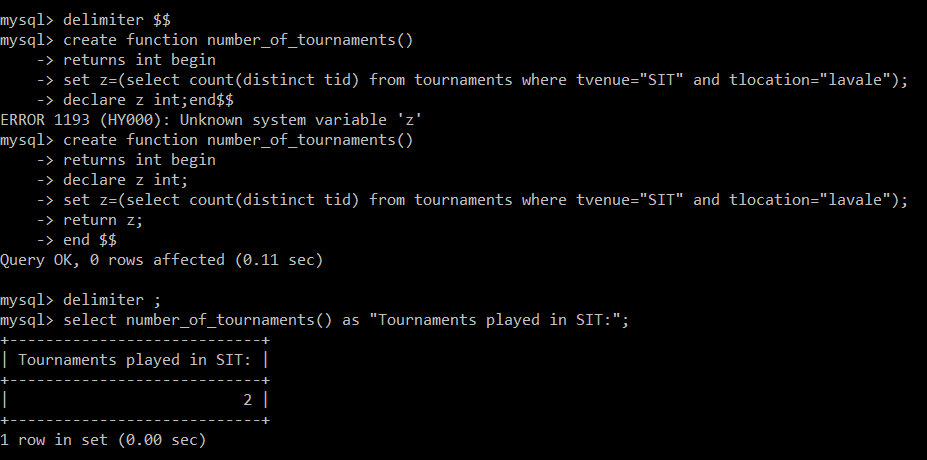 mysql> delimiter $$
mysql> create function number_of_tournaments()
    -> returns int begin
    -> set z=(select count(distinct tid) from tournaments where tvenue="SIT" and tlocation="lavale");
    -> declare z int;end$$
ERROR 1193 (HY000): Unknown system variable 'z'
mysql> create function number_of_tournaments()
    -> returns int begin
    -> declare z int;
    -> set z=(select count(distinct tid) from tournaments where tvenue="SIT" and tlocation="lavale");
    -> return z;
    -> end $$
Query OK, 0 rows affected (0.11 sec)

mysql> delimiter ;
mysql> select number_of_tournaments() as "Tournaments played in SIT:";
+----------------------------+
| Tournaments played in SIT: |
+----------------------------+
|                          2 |
+----------------------------+
1 row in set (0.00 sec)